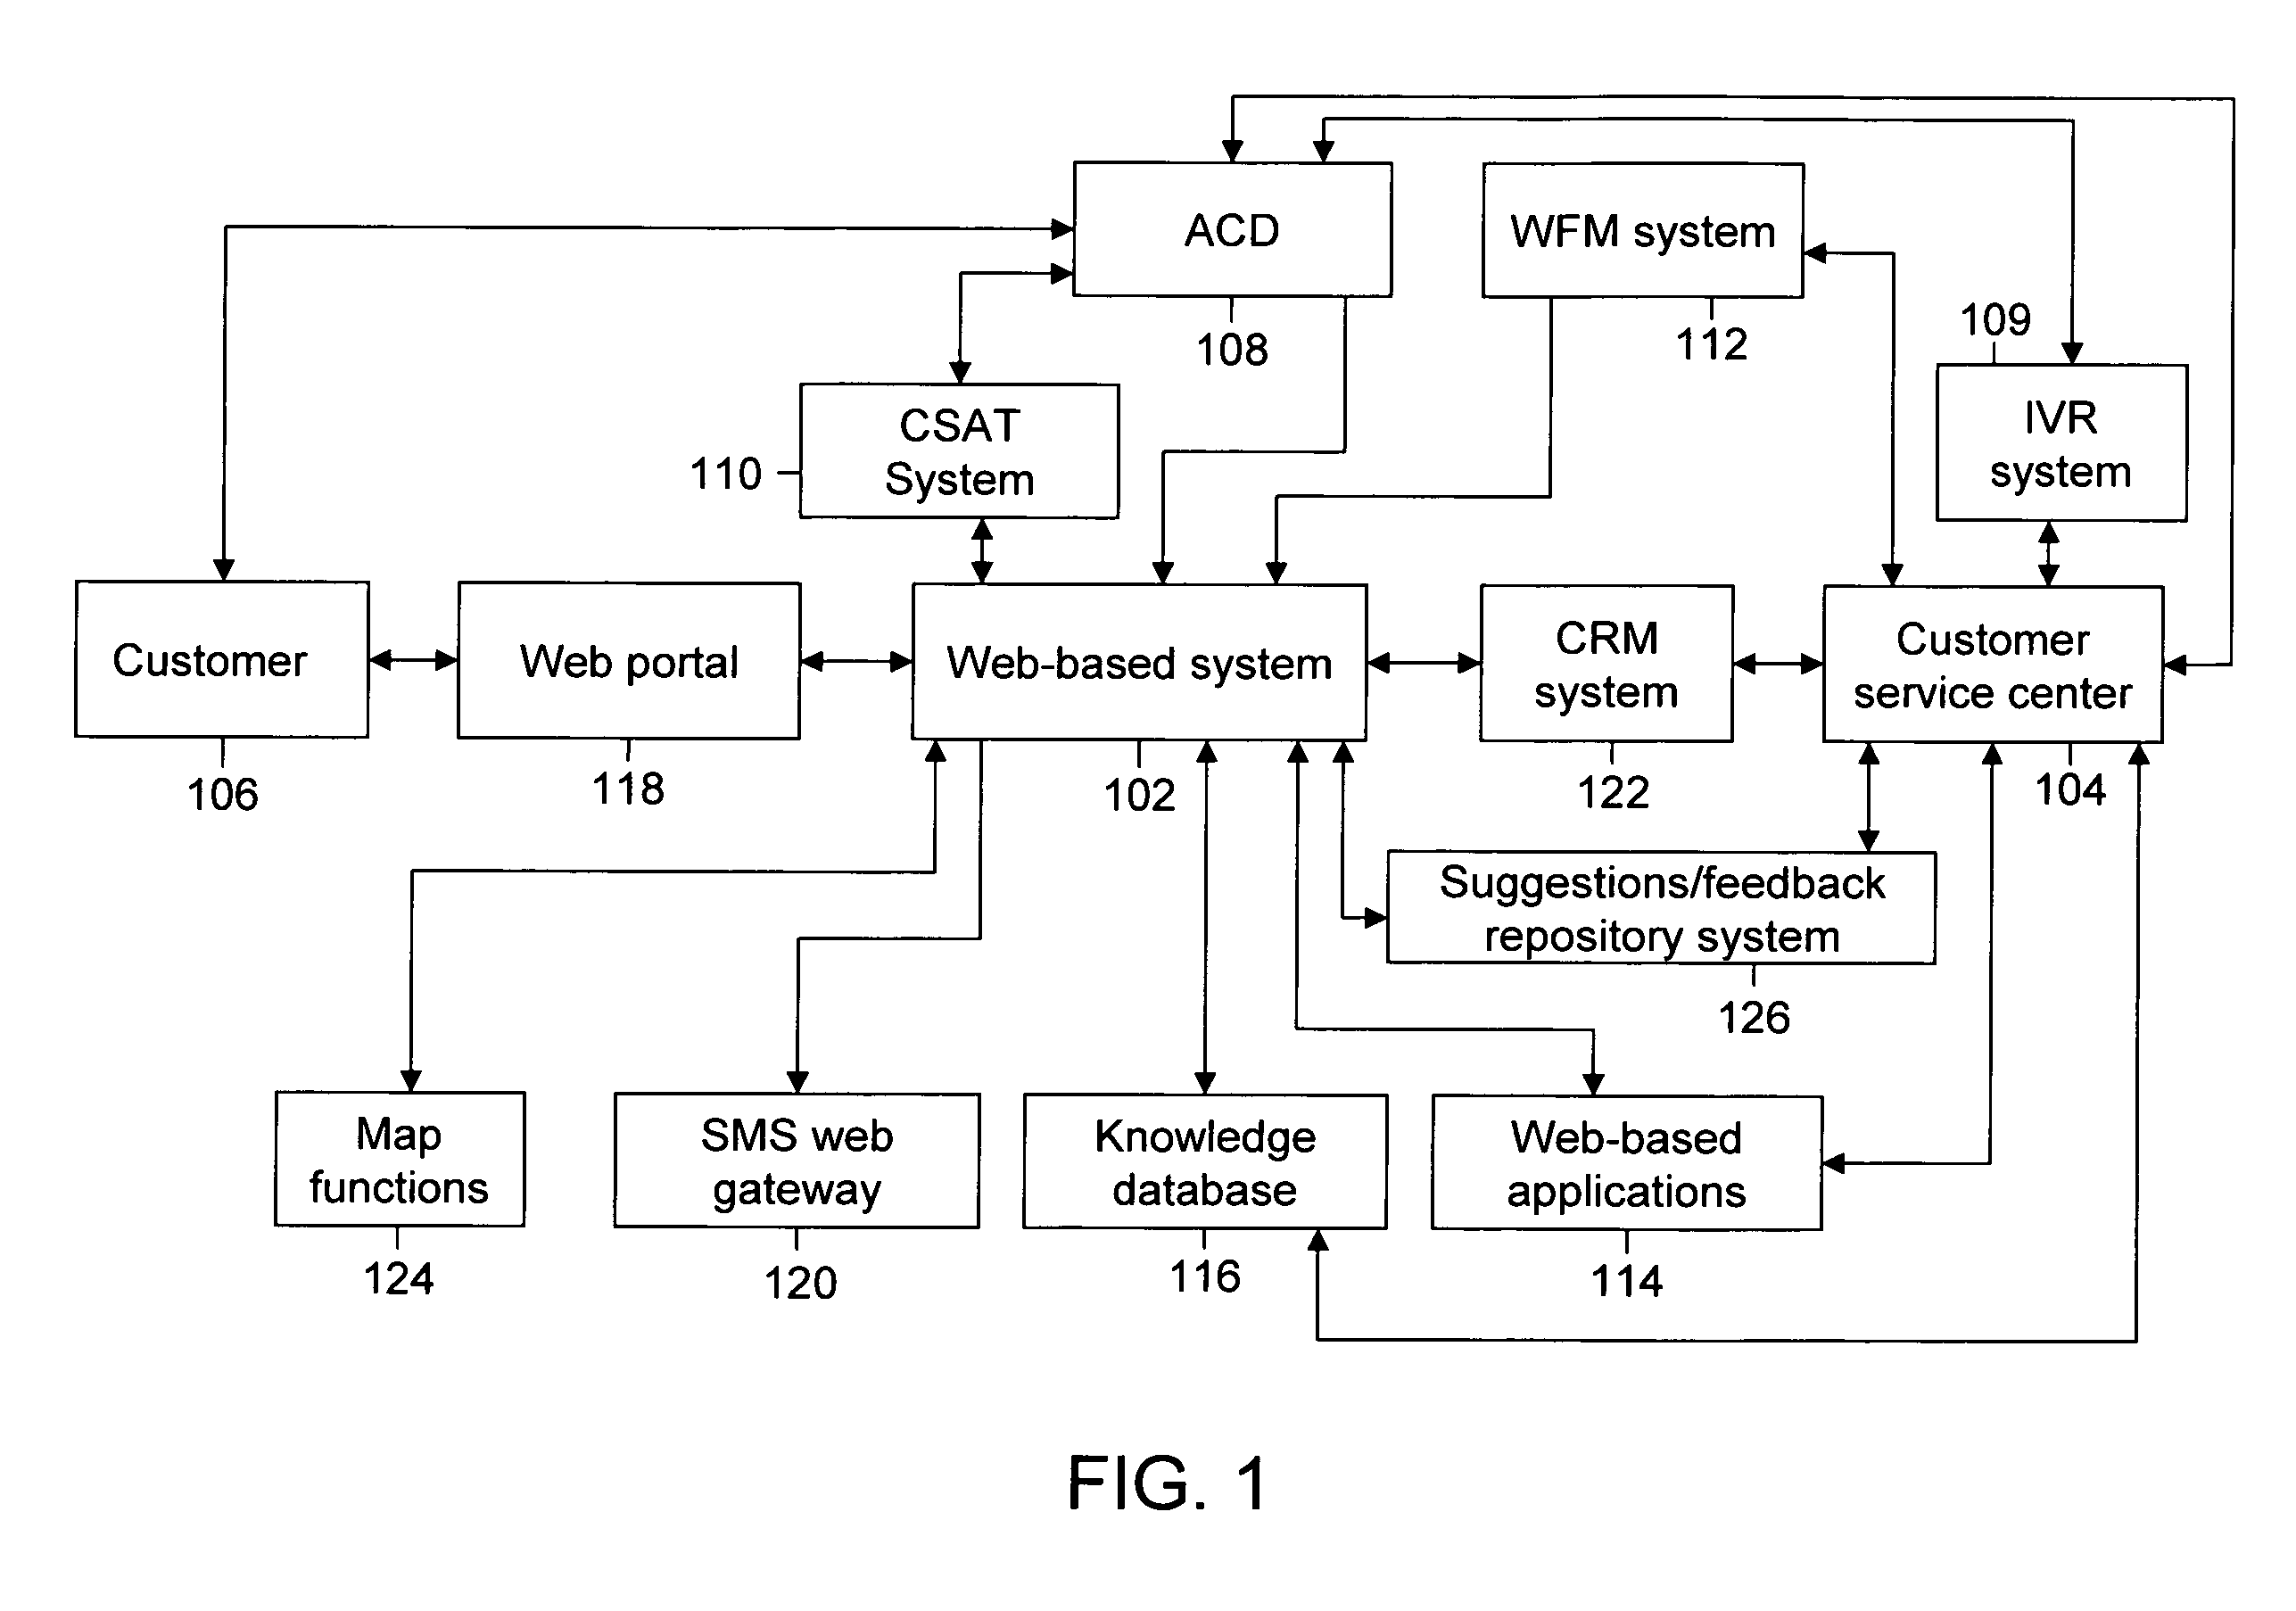 ACD
WFM system
108
112
109
CSAT
System
110
IVR
system
Customer
Web portal
Web-based system
CRM
system
Customer
service center
106
118
102
122
104
Suggestions/feedback
repository system
126
Map
functions
SMS web
gateway
Knowledge
database
Web-based
applications
124
120
116
114
FIG. 1